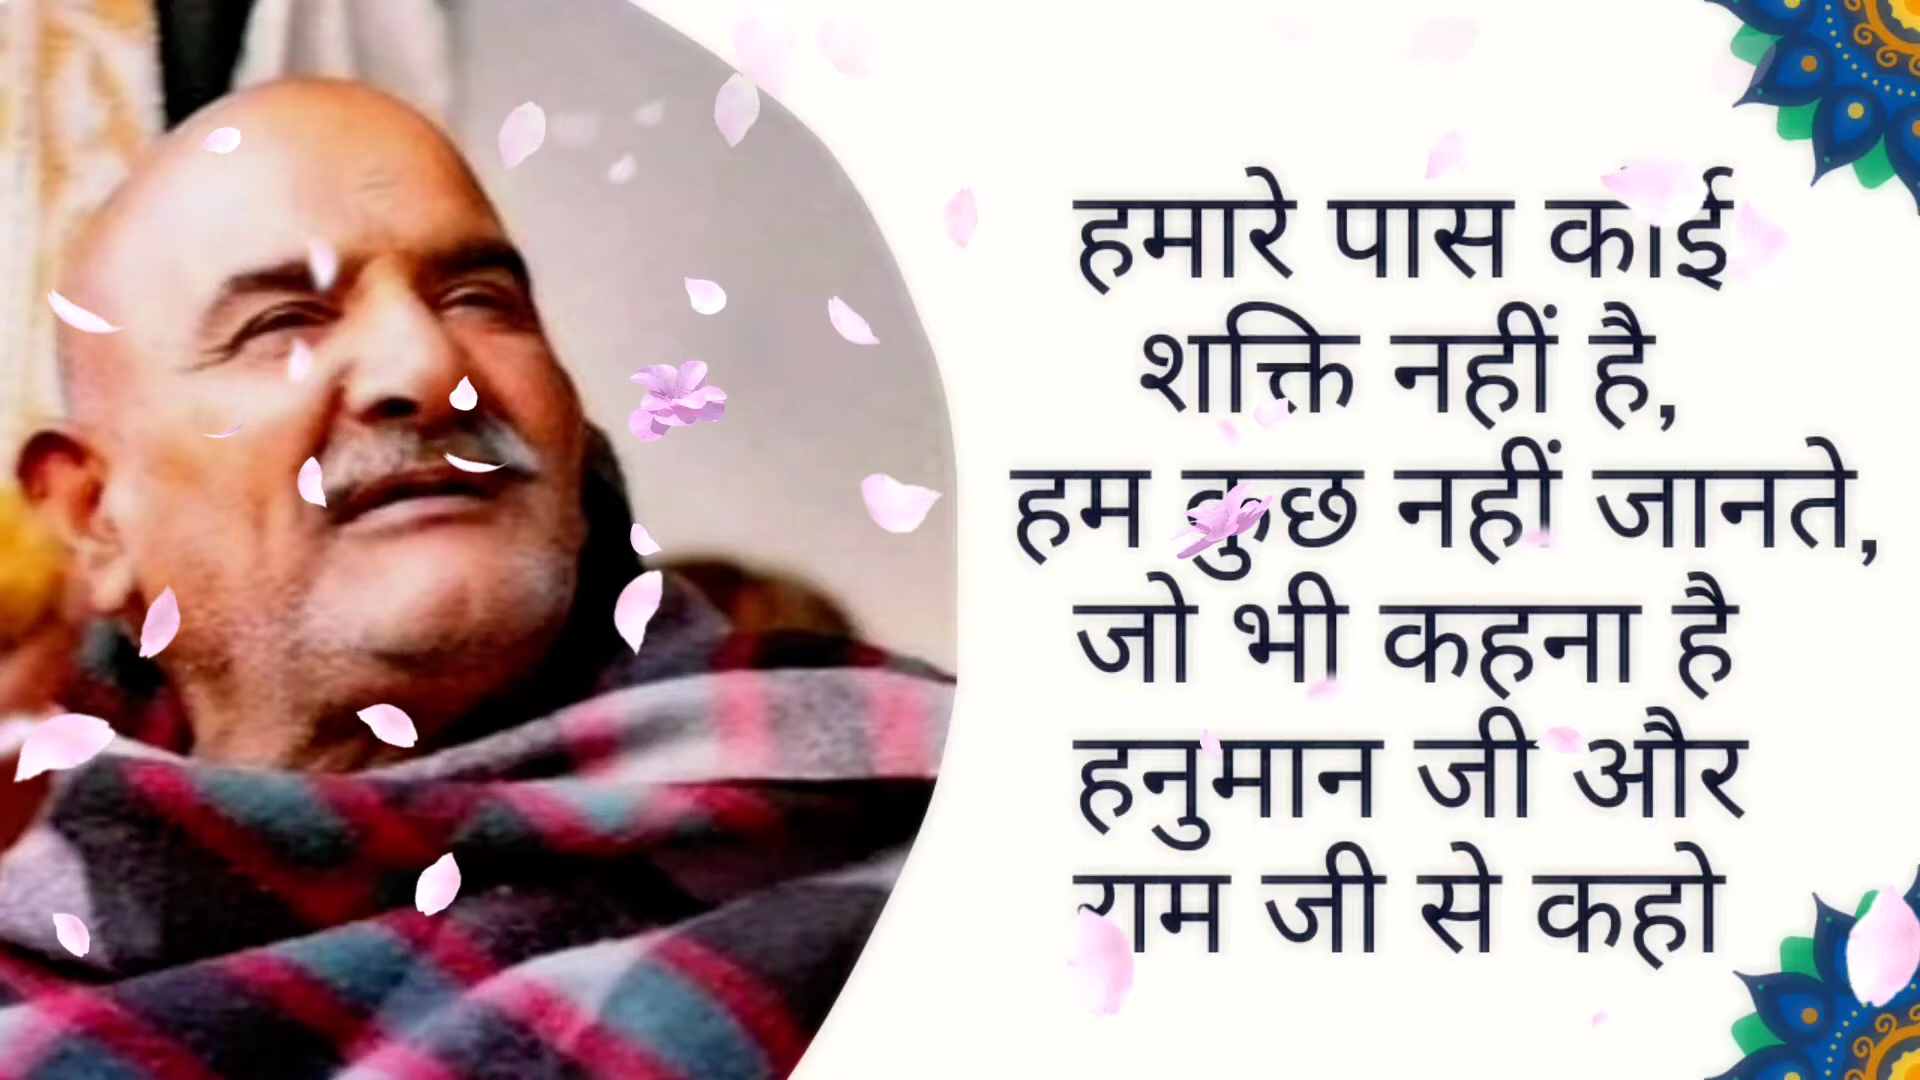 हमारे पास कोई
शक्ति नहीं है,
हम कुछ नहीं जानते,
जो भी कहना है
हनुमान जी और
राम जी से कहो